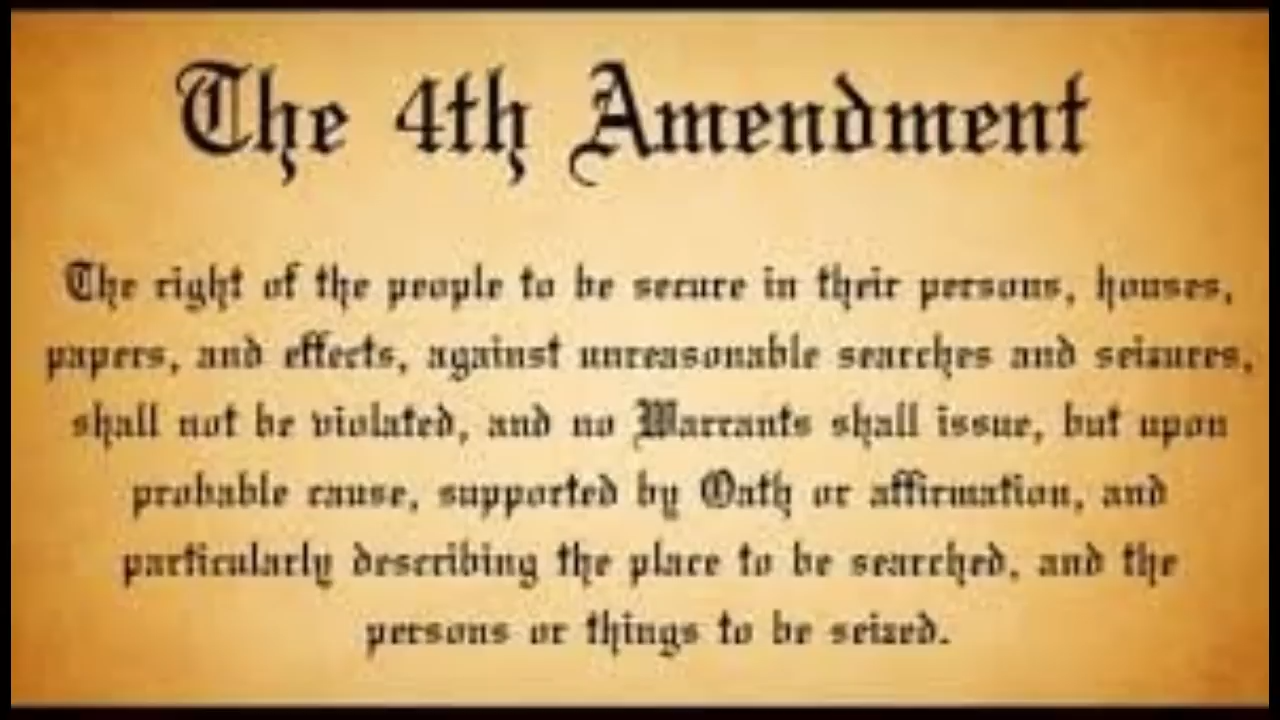 The 4th Amendment
The right of the people to be secure in their persons, houses,
papers, and effects, against unreasonable searches and seizures,
shall not be violated, and no Warrants shall issue, but upon
probable cause, supported by Oath or affirmation, and
particularly describing the place to be searched, and the
persons or things to be seized.